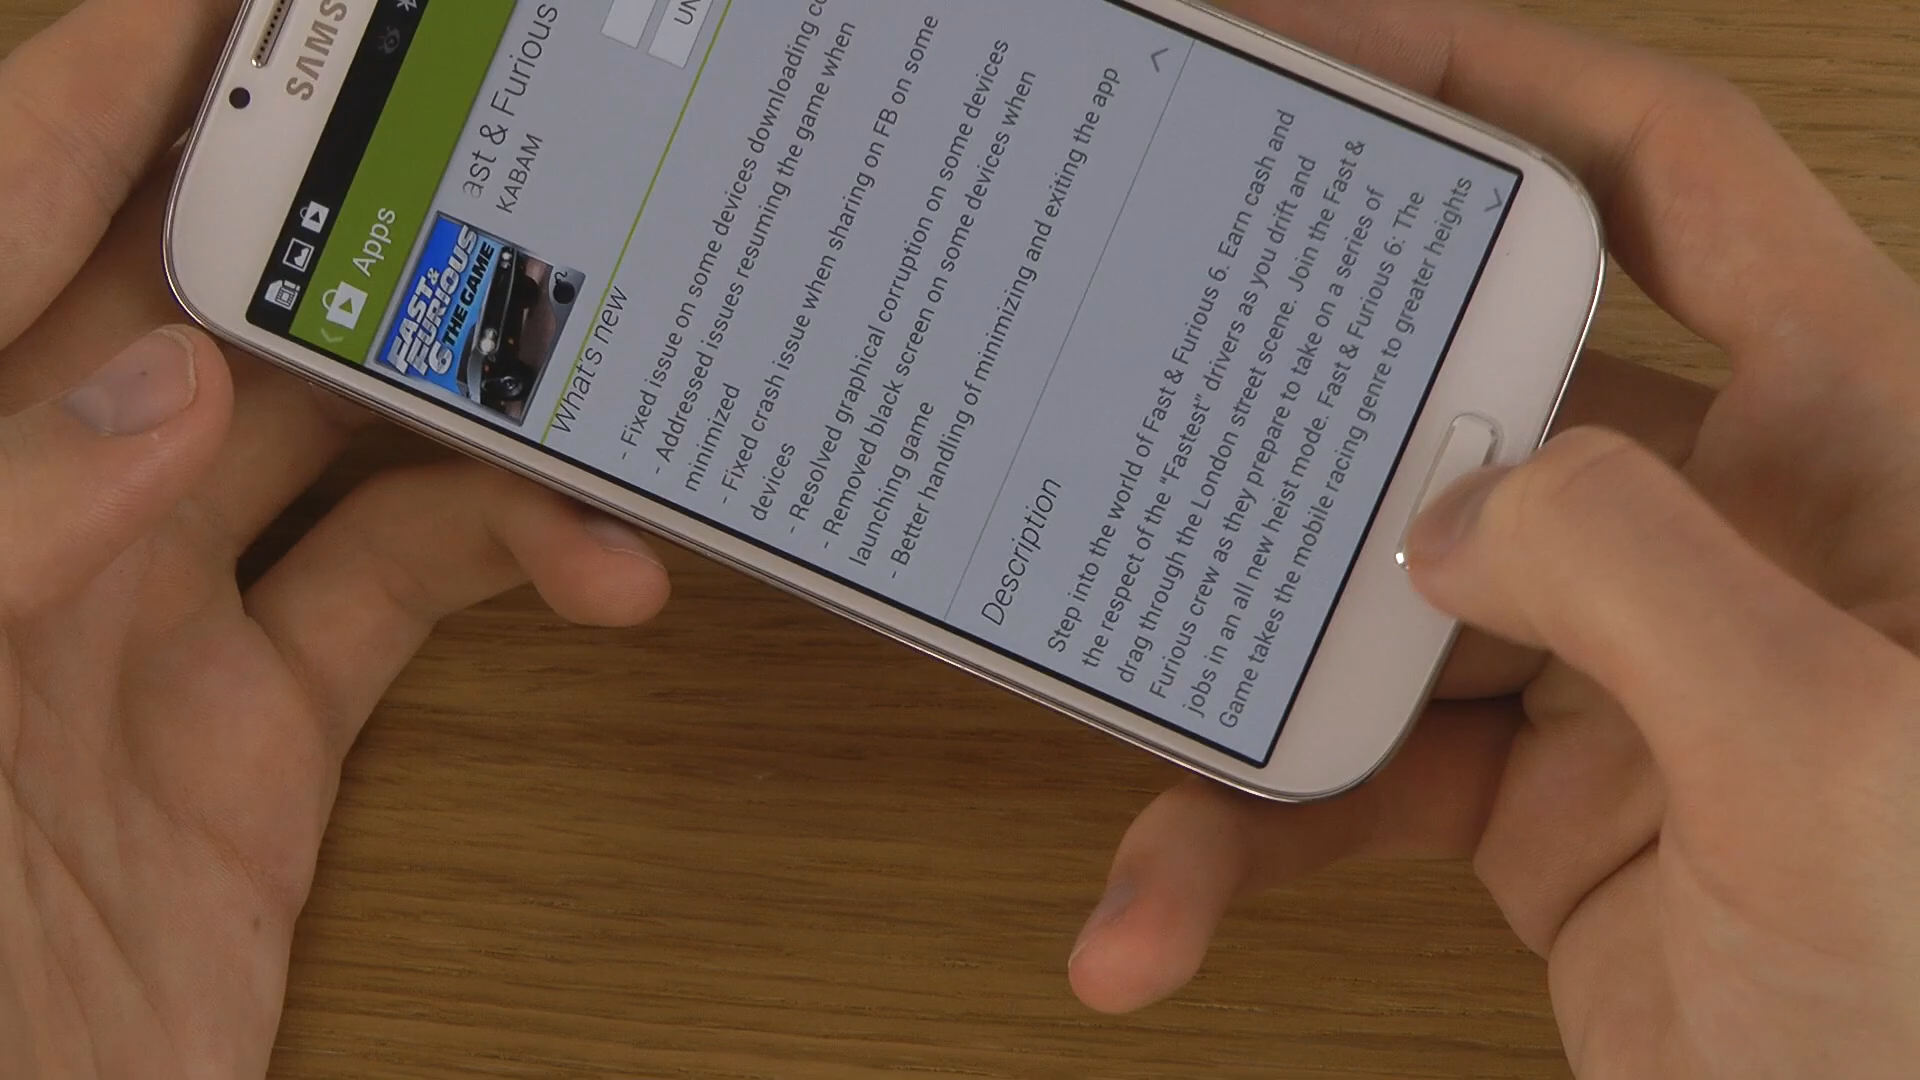 SAMS
Apps
FAST &
FURIOUS
6 THE GAME
ast & Furious
KABAM
UN
What's new
- Fixed issue on some devices downloading co
- Addressed issues resuming the game when
minimized
- Fixed crash issue when sharing on FB on some
devices
- Resolved graphical corruption on some devices
- Removed black screen on some devices when
launching game
- Better handling of minimizing and exiting the app
Description
Step into the world of Fast & Furious 6. Earn cash and
the respect of the “Fastest” drivers as you drift and
drag through the London street scene. Join the Fast &
Furious crew as they prepare to take on a series of
jobs in an all new heist mode. Fast & Furious 6: The
Game takes the mobile racing genre to greater heights